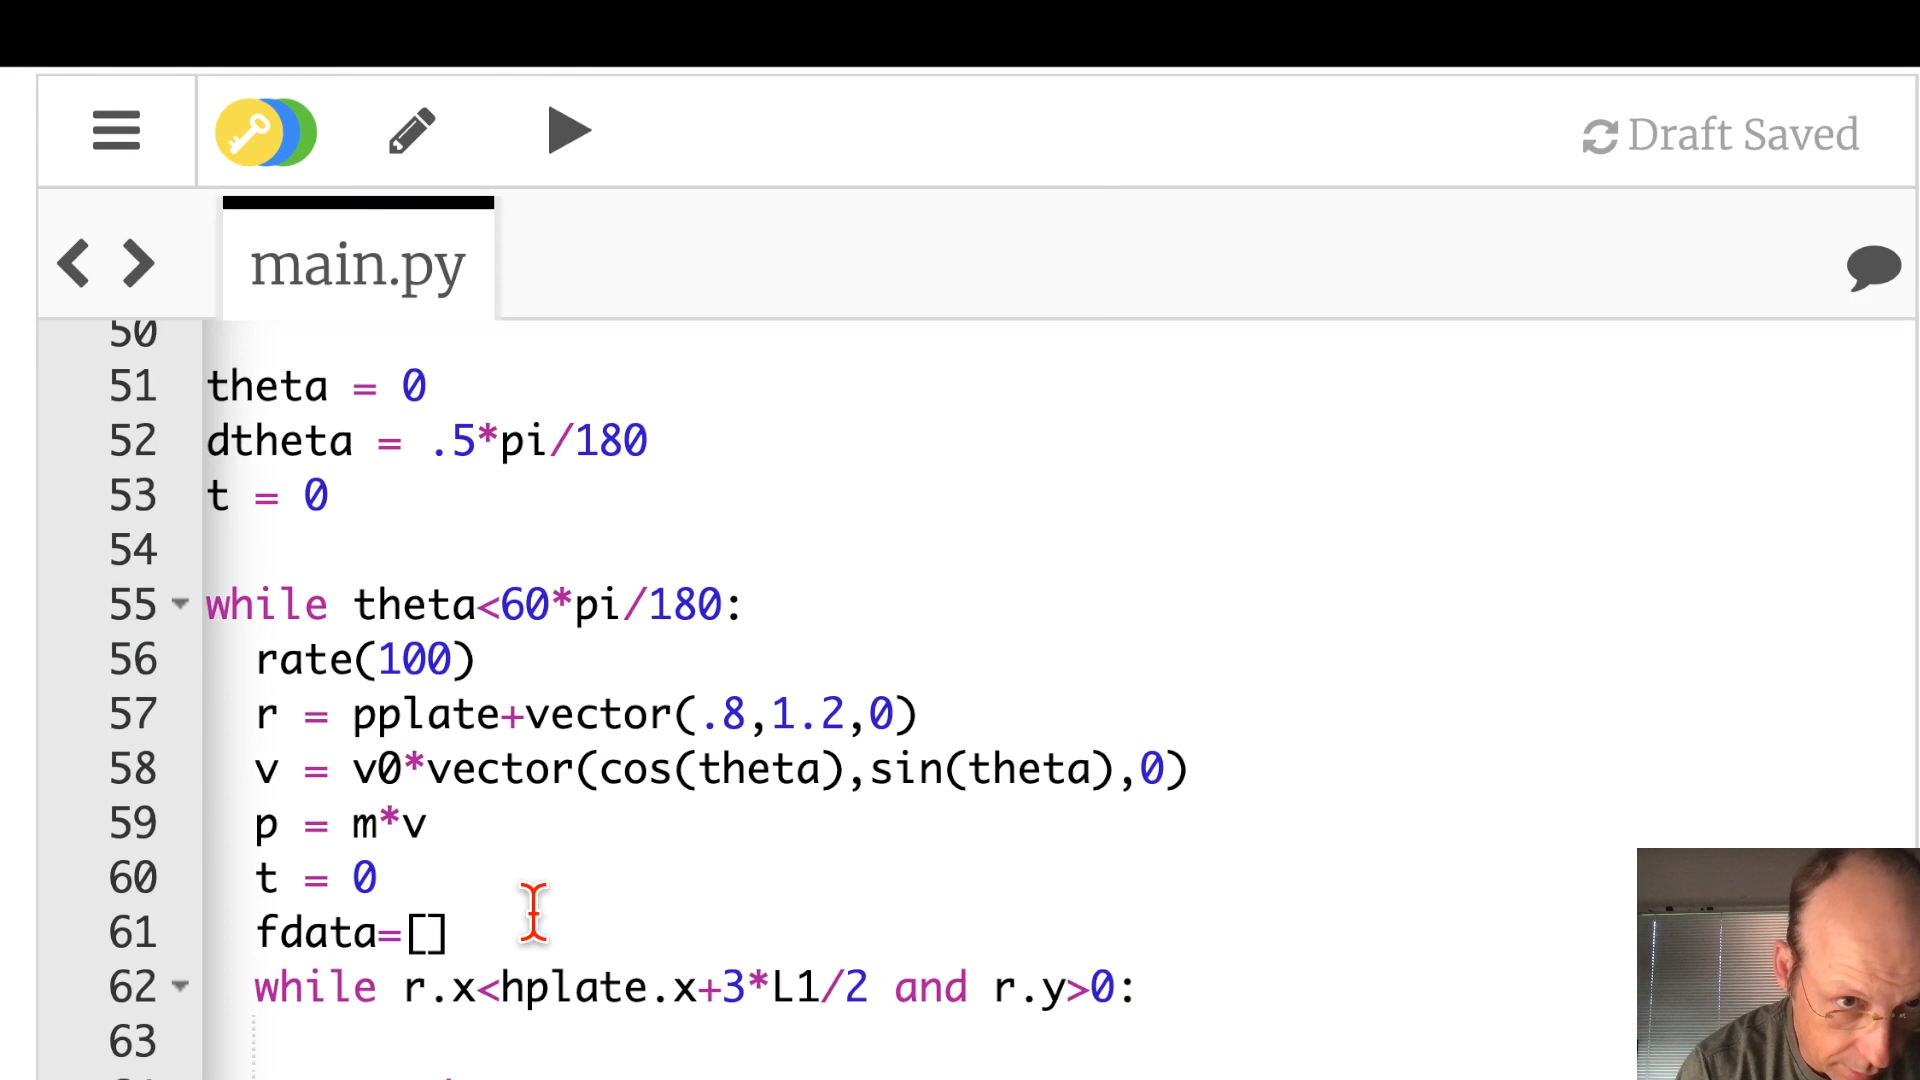 Draft Saved
main.py
50
51 theta = 0
52 dtheta = .5*pi/180
53 t = 0
54
55 while theta<60*pi/180:
56 rate(100)
57 r = pplate+vector(.8,1.2,0)
58 v = v0*vector(cos(theta),sin(theta),0)
59 p = m*v
60 t = 0
61 fdata=[]
62 while r.x<hplate.x+3*L1/2 and r.y>0:
63